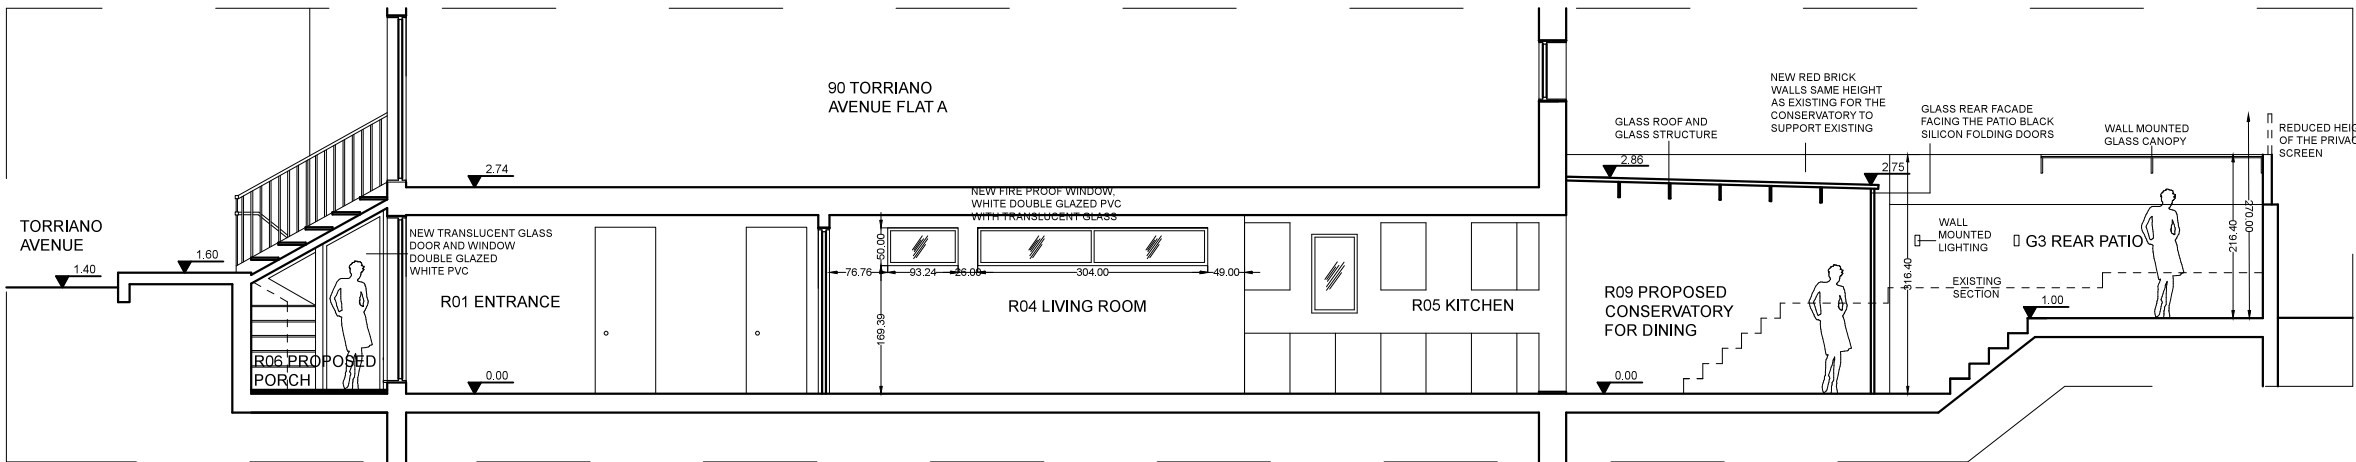 90 TORRIANO
AVENUE FLAT A
NEW RED BRICK
WALLS SAME HEIGHT
AS EXISTING FOR THE
CONSERVATORY TO
SUPPORT EXISTING
GLASS ROOF AND
GLASS STRUCTURE
GLASS REAR FACADE
FACING THE PATIO BLACK
SILICON FOLDING DOORS
WALL MOUNTED
GLASS CANOPY
REDUCED HEIG
OF THE PRIVAC
SCREEN
2.74
2.86
2.75
NEW FIRE PROOF WINDOW,
WHITE DOUBLE GLAZED PVC
WITH TRANSLUCENT GLASS
TORRIANO
AVENUE
1.40
1.60
NEW TRANSLUCENT GLASS
DOOR AND WINDOW
DOUBLE GLAZED
WHITE PVC
R01 ENTRANCE
R06 PROPOSED
PORCH
0.00
50.00
76.76
93.24
26.00
304.00
49.00
169.39
R04 LIVING ROOM
R05 KITCHEN
R09 PROPOSED
CONSERVATORY
FOR DINING
0.00
316.40
WALL
MOUNTED
LIGHTING
G3 REAR PATIO
EXISTING
SECTION
1.00
216.40
270.00